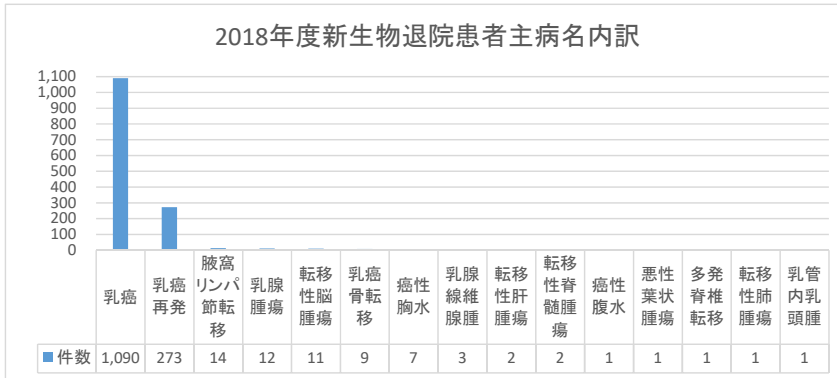 2018年度新生物退院患者主病名内訳
1,100
1,000
900
800
700
600
500
400
300
200
100
0
乳癌
乳癌
再発
腋窩
リンパ
節転
移
乳腺
腫瘍
転移
性脳
腫瘍
乳癌
骨転
移
癌性
胸水
乳腺
線維
腺腫
転移
性肝
腫瘍
転移
性脊
髄腫
瘍
癌性
腹水
悪性
葉状
腫瘍
多発
脊椎
転移
転移
性肺
腫瘍
乳管
内乳
頭腫
件数 1,090 273 14 12 11 9 7 3 2 2 1 1 1 1 1